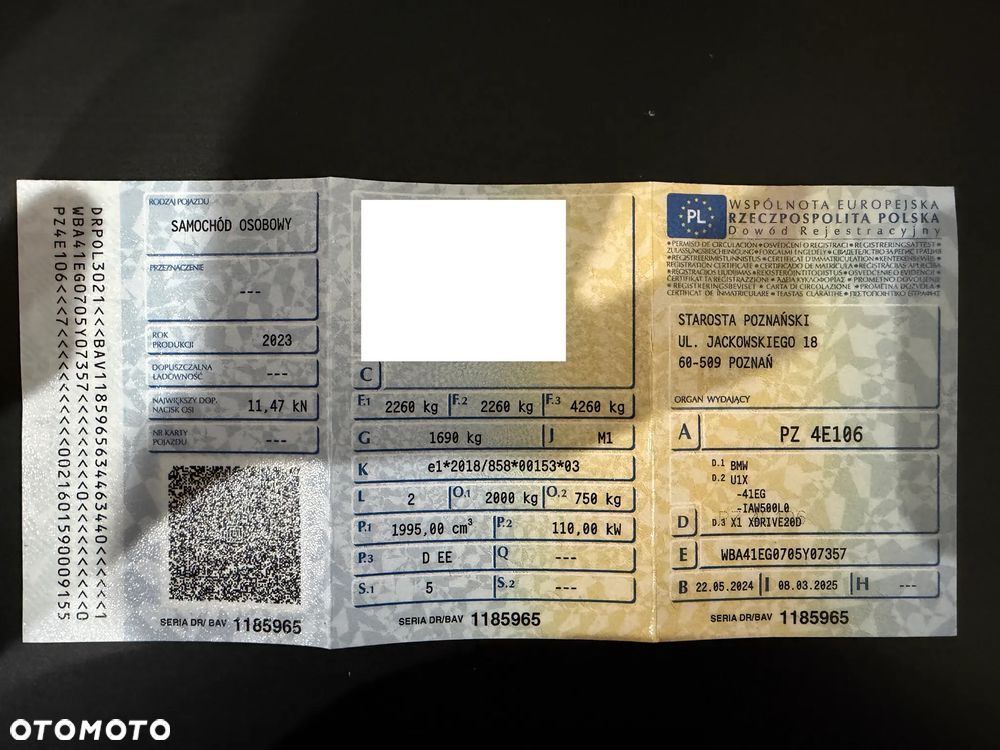 DRPOL3021<<<BAV1185965634463440<<<<<<1
WBA41EG0705Y07357<<<<<<<<0<<<<<<<<<<<0
PZ4E106<<<7<<<<<<<<<<<<0021601590009155
RODZAJ POJAZDU
SAMOCHÓD OSOBOWY
PRZEZNACZENIE
---
ROK
PRODUKCJI
2023
DOPUSZCZALNA
ŁADOWNOŚĆ
---
NAJWIĘKSZY DOP.
NACISK OSI
11,47 kN
NR KARTY
POJAZDU
---
SERIA DR/BAV 1185965
C
F.1 2260 kg F.2 2260 kg F.3 4260 kg
G 1690 kg J M1
K e1*2018/858*00153*03
L 2 O.1 2000 kg O.2 750 kg
P.1 1995,00 cm³ P.2 110,00 kW
P.3 D EE Q ---
S.1 5 S.2 ---
SERIA DR/BAV 1185965
PL
WSPÓLNOTA EUROPEJSKA
RZECZPOSPOLITA POLSKA
Dowód Rejestracyjny
STAROSTA POZNAŃSKI
UL. JACKOWSKIEGO 18
60-509 POZNAŃ
ORGAN WYDAJĄCY
A PZ 4E106
D.1 BMW
D.2 U1X
-41EG
-IAW500L0
D D.3 X1 XDRIVE20D
E WBA41EG0705Y07357
B 22.05.2024 I 08.03.2025 H ---
SERIA DR/BAV 1185965
OTOMOTO